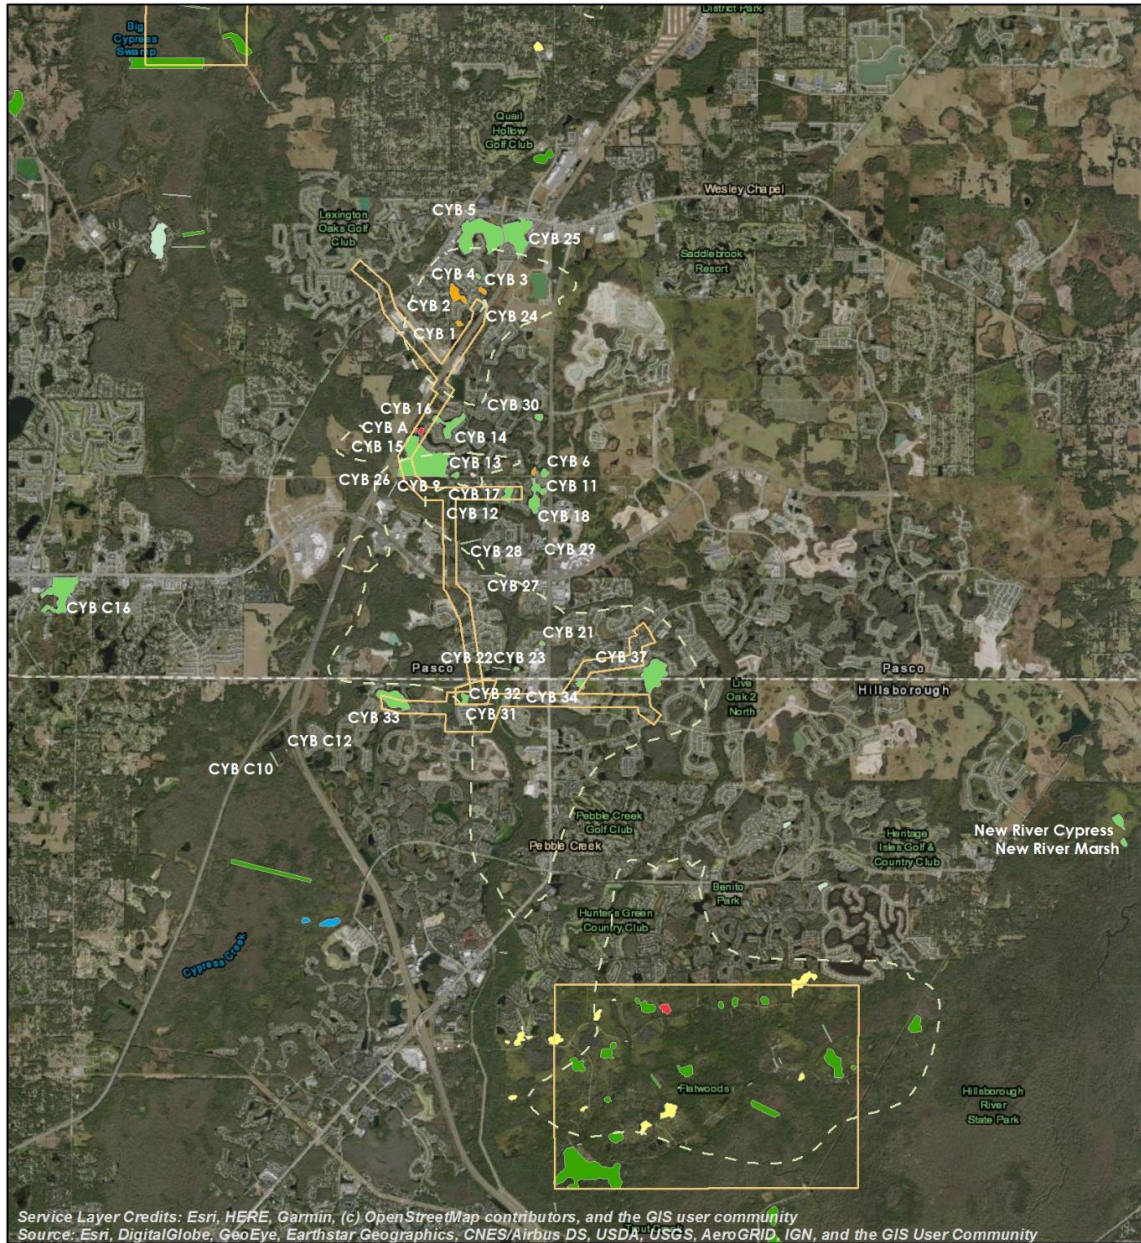 District Park
Big
Cypress
Swamp
Quail
Hollow
Golf Club
Wesley Chapel
Lexington
Oaks Golf
Club
CYB 5
CYB 25
Saddlebrook
Resort
CYB 4
CYB 3
CYB 2
CYB 24
CYB 1
CYB 16
CYB 30
CYB A
CYB 14
CYB 15
CYB 13
CYB 6
CYB 26
CYB 9
CYB 17
CYB 11
CYB 12
CYB 18
CYB 28
CYB 29
CYB 27
CYB C16
CYB 21
CYB 22
CYB 23
CYB 37
Pasco
Pasco
Hillsborough
CYB 32
CYB 34
Live
Oak 2
North
CYB 33
CYB 31
CYB C12
CYB C10
Pebble Creek
Golf Club
Pebble Creek
New River Cypress
New River Marsh
Heritage
Isles Golf &
Country Club
Benito
Park
Hunter's Green
Country Club
Cypress Creek
Flatwoods
Hillsborough
River
State Park
Service Layer Credits: Esri, HERE, Garmin, (c) OpenStreetMap contributors, and the GIS user community
Source: Esri, DigitalGlobe, GeoEye, Earthstar Geographics, CNES/Airbus DS, USDA, USGS, AeroGRID, IGN, and the GIS User Community